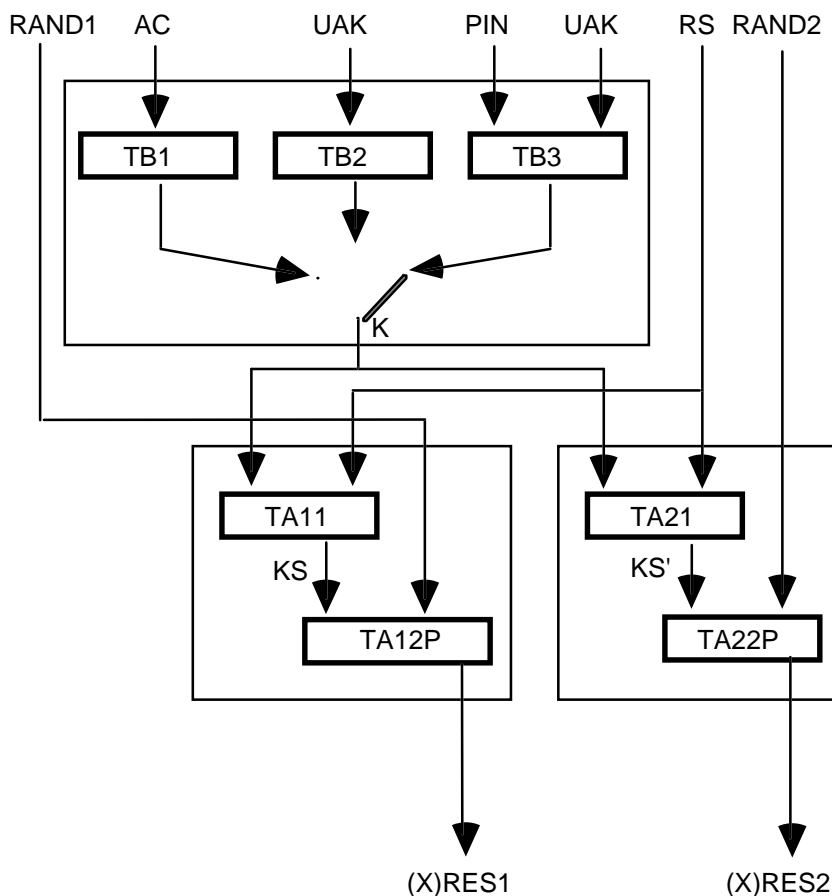 RAND1 AC UAK PIN UAK RS RAND2
TB1 TB2 TB3
K
TA11 TA21
KS KS'
TA12P TA22P
(X)RES1 (X)RES2